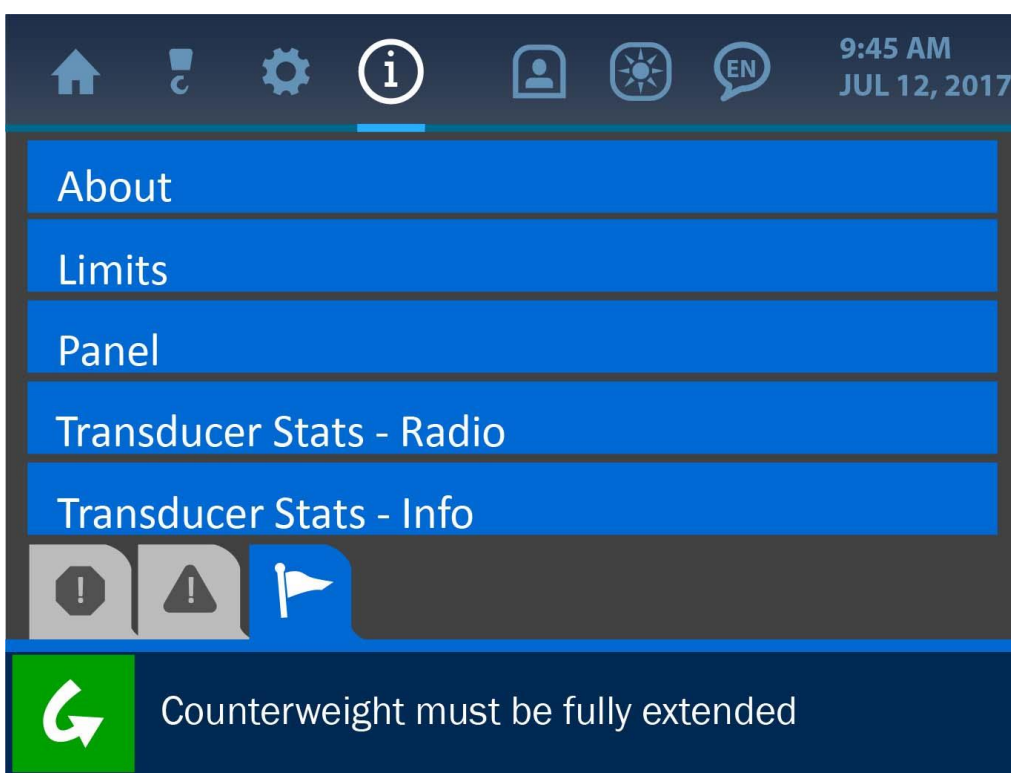 9:45 AM
EN
JUL 12, 2017
About
Limits
Panel
Transducer Stats - Radio
Transducer Stats - Info
Counterweight must be fully extended